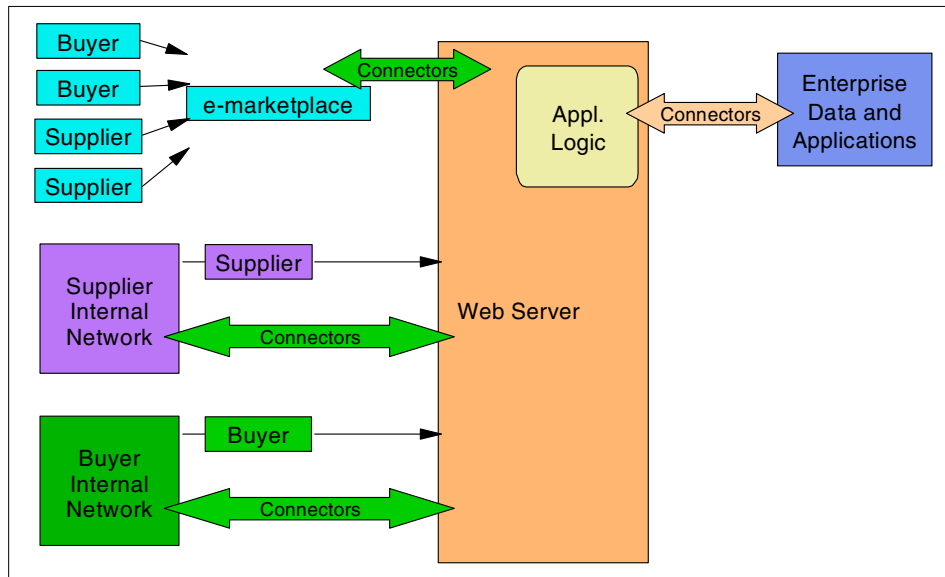 Buyer
Buyer
Supplier
Supplier
e-marketplace
Connectors
Appl.
Logic
Connectors
Enterprise
Data and
Applications
Supplier
Internal
Network
Supplier
Connectors
Web Server
Buyer
Internal
Network
Buyer
Connectors